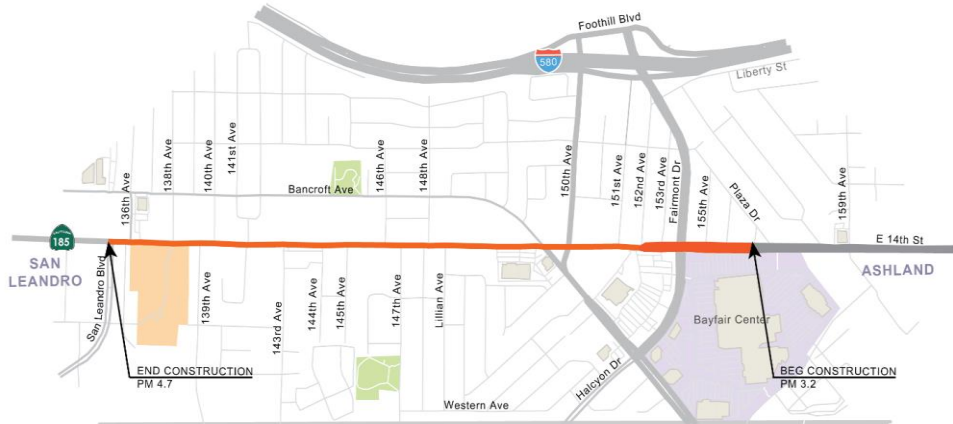 Foothill Blvd
580
Liberty St
136th Ave
138th Ave
140th Ave
141st Ave
146th Ave
148th Ave
150th Ave
151st Ave
152nd Ave
153rd Ave
Fairmont Dr
155th Ave
Plaza Dr
159th Ave
Bancroft Ave
185
E 14th St
SAN
LEANDRO
ASHLAND
San Leandro Blvd
139th Ave
143rd Ave
144th Ave
145th Ave
147th Ave
Lillian Ave
Bayfair Center
Halcyon Dr
END CONSTRUCTION
PM 4.7
BEG CONSTRUCTION
PM 3.2
Western Ave